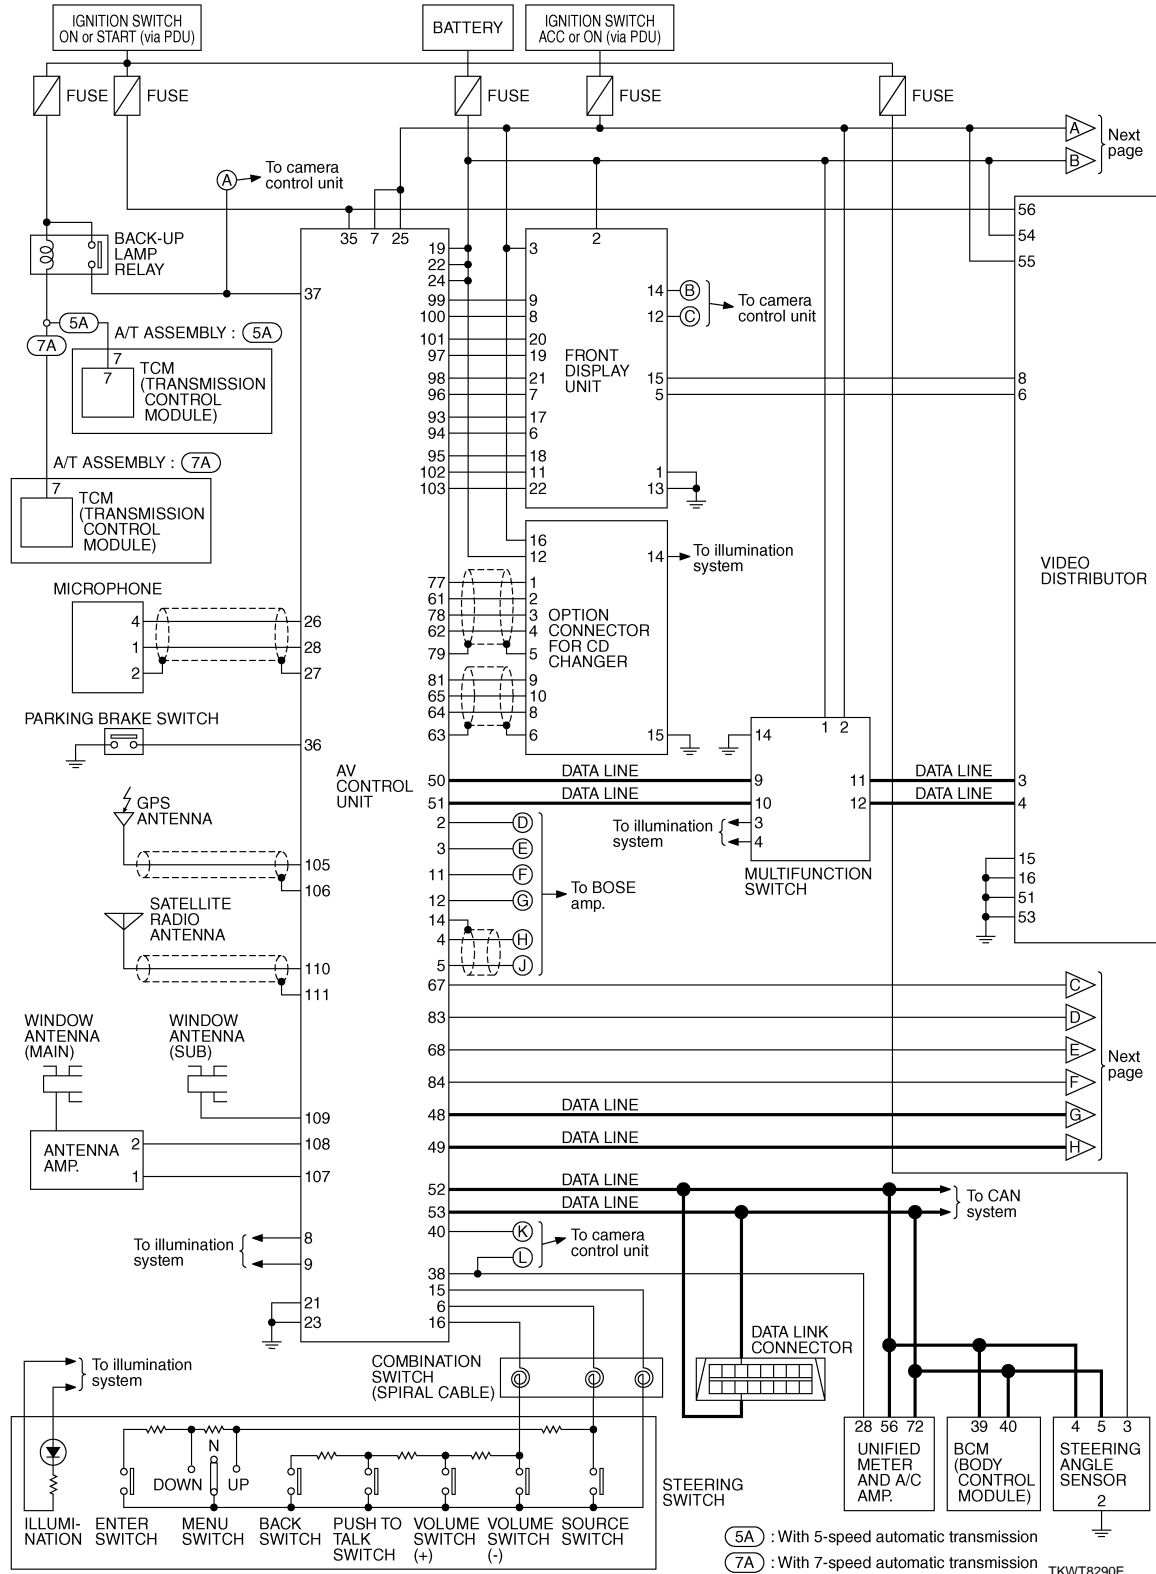 IGNITION SWITCH
ON or START (via PDU)
BATTERY
IGNITION SWITCH
ACC or ON (via PDU)
FUSE
FUSE
FUSE
FUSE
FUSE
A
B
Next
page
A
To camera
control unit
BACK-UP
LAMP
RELAY
35
7
25
37
5A
7A
A/T ASSEMBLY : 5A
7
7
TCM
(TRANSMISSION
CONTROL
MODULE)
A/T ASSEMBLY : 7A
7
TCM
(TRANSMISSION
CONTROL
MODULE)
MICROPHONE
4
1
2
26
28
27
PARKING BRAKE SWITCH
36
GPS
ANTENNA
105
106
SATELLITE
RADIO
ANTENNA
110
111
WINDOW
ANTENNA
(MAIN)
WINDOW
ANTENNA
(SUB)
109
ANTENNA
AMP.
2
1
108
107
To illumination
system
8
9
21
23
AV
CONTROL
UNIT
19
22
24
99
100
101
97
98
96
93
94
95
102
103
2
3
9
8
20
19
21
7
17
6
18
11
22
FRONT
DISPLAY
UNIT
14
12
B
C
To camera
control unit
15
5
1
13
16
12
14
To illumination
system
77
61
78
62
79
81
65
64
63
1
2
3
4
5
9
10
8
6
15
OPTION
CONNECTOR
FOR CD
CHANGER
56
54
55
8
6
VIDEO
DISTRIBUTOR
3
4
15
16
51
53
50
51
DATA LINE
DATA LINE
1
2
14
9
10
3
4
11
12
DATA LINE
DATA LINE
To illumination
system
MULTIFUNCTION
SWITCH
2
3
11
12
14
4
5
D
E
F
G
H
J
To BOSE
amp.
67
83
68
84
48
49
DATA LINE
DATA LINE
C
D
E
F
G
H
Next
page
52
53
DATA LINE
DATA LINE
To CAN
system
40
K
L
To camera
control unit
38
15
6
16
COMBINATION
SWITCH
(SPIRAL CABLE)
DATA LINK
CONNECTOR
28
56
72
UNIFIED
METER
AND A/C
AMP.
39
40
BCM
(BODY
CONTROL
MODULE)
4
5
3
STEERING
ANGLE
SENSOR
2
To illumination
system
N
DOWN
UP
STEERING
SWITCH
ILLUMI-
NATION
ENTER
SWITCH
MENU
SWITCH
BACK
SWITCH
PUSH TO
TALK
SWITCH
VOLUME
SWITCH
(+)
VOLUME
SWITCH
(-)
SOURCE
SWITCH
5A : With 5-speed automatic transmission
7A : With 7-speed automatic transmission
TKWT8290E